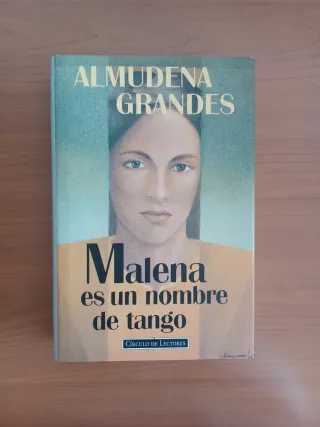 ALMUDENA
GRANDES
Malena
es un nombre
de tango
CÍRCULO DE LECTORES